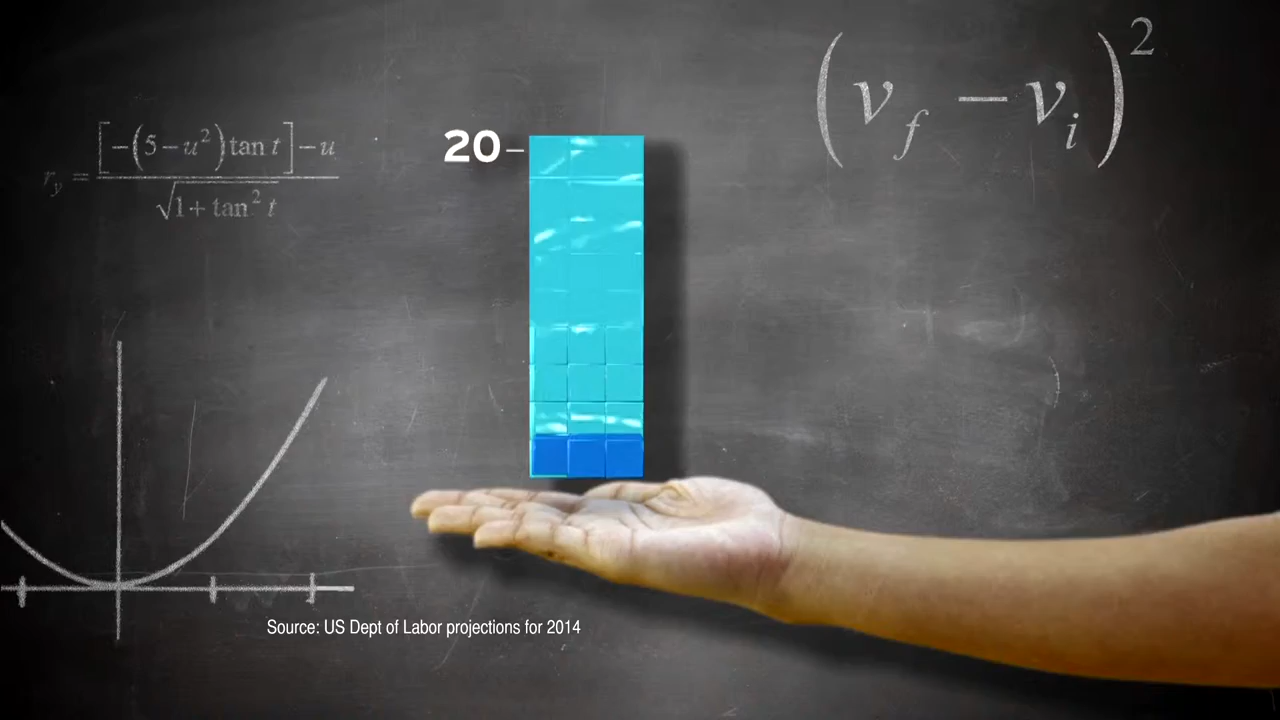 (v_f − v_i)²
r_y = [−(5−u²)tan t]−u / √1+tan² t
20
Source: US Dept of Labor projections for 2014